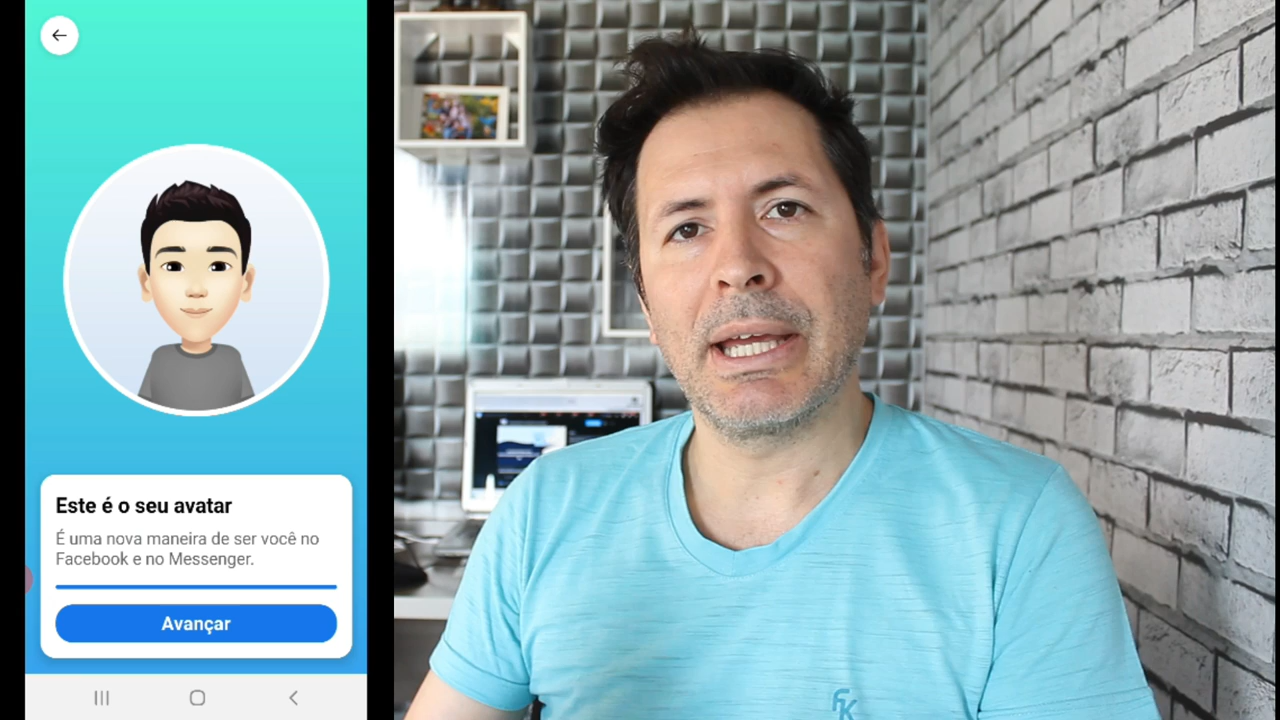 Este é o seu avatar
É uma nova maneira de ser você no
Facebook e no Messenger.
Avançar
FK